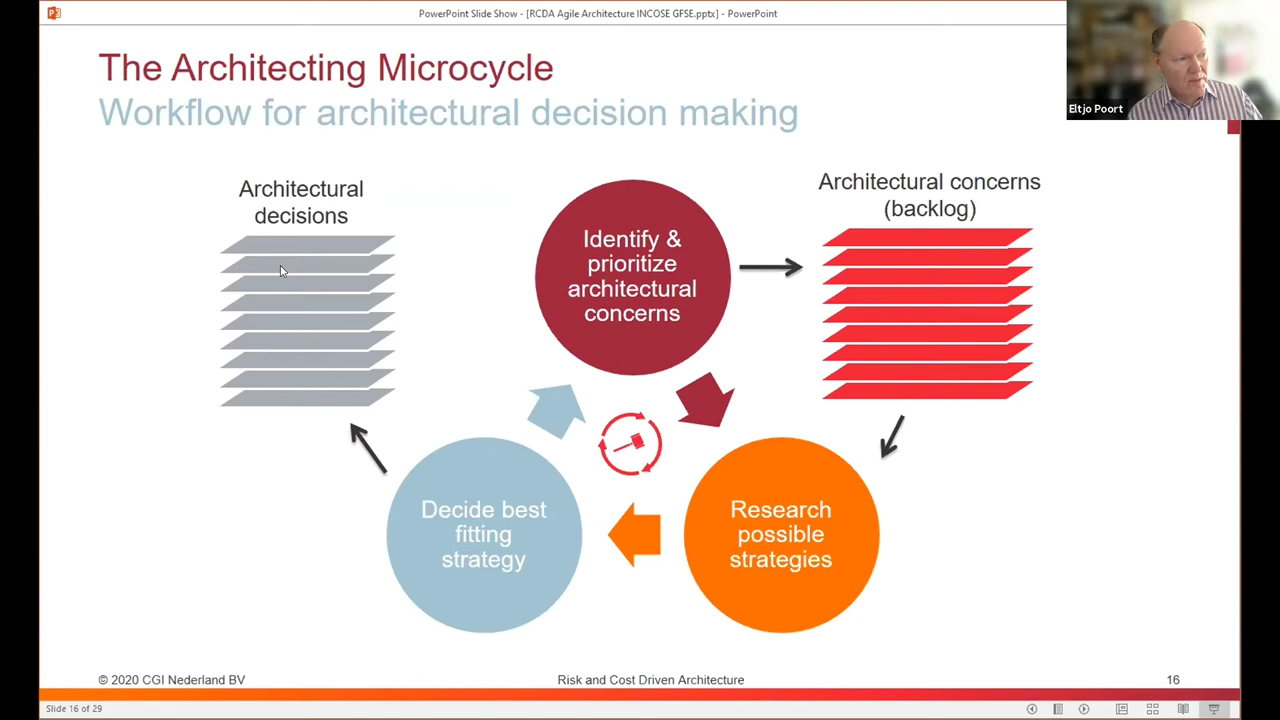 PowerPoint Slide Show - [RCDA Agile Architecture INCOSE GFSE.pptx] - PowerPoint
The Architecting Microcycle
Workflow for architectural decision making
Eltjo Poort
Architectural
decisions
Identify &
prioritize
architectural
concerns
Architectural concerns
(backlog)
Decide best
fitting
strategy
Research
possible
strategies
© 2020 CGI Nederland BV
Risk and Cost Driven Architecture
16
Slide 16 of 29